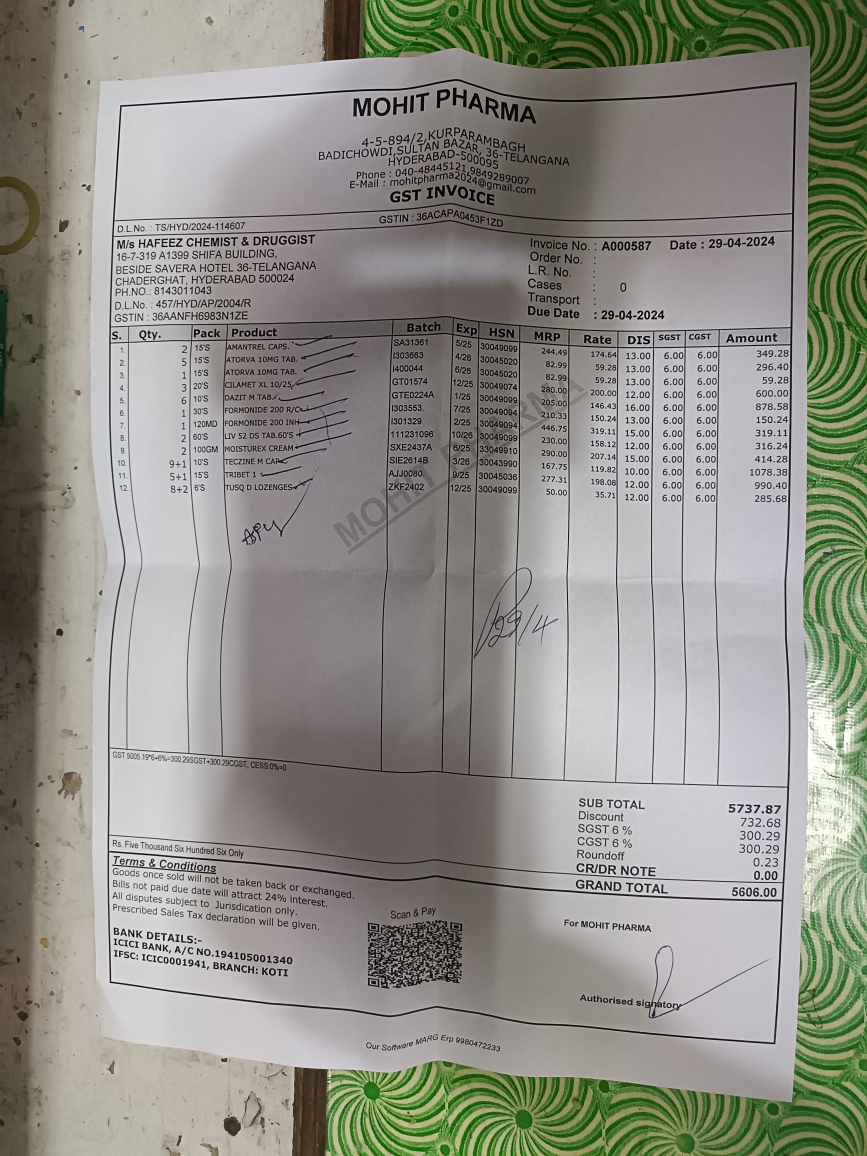 MOHIT PHARMA
4-5-894/2,KURPARAMBAGH
BADICHOWDI,SULTAN BAZAR, 36-TELANGANA
HYDERABAD-500095
Phone : 040-48445121,9849289007
E-Mail : mohitpharma2024@gmail.com
GST INVOICE
D.L.No. : TS/HYD/2024-114607
GSTIN : 36ACAPA0453F1ZD
M/s HAFEEZ CHEMIST & DRUGGIST
16-7-319 A1399 SHIFA BUILDING,
BESIDE SAVERA HOTEL 36-TELANGANA
CHADERGHAT, HYDERABAD 500024
PH.NO.: 8143011043
D.L.No. : 457/HYD/AP/2004/R
GSTIN : 36AANFH6983N1ZE
Invoice No. : A000587 Date : 29-04-2024
Order No. :
L.R. No. :
Cases : 0
Transport :
Due Date : 29-04-2024
S. Qty. Pack Product Batch Exp HSN MRP Rate DIS SGST CGST Amount
1. 2 15'S AMANTREL CAPS. SA31361 5/25 30049099 244.49 174.64 13.00 6.00 6.00 349.28
2. 5 15'S ATORVA 10MG TAB. I303663 4/26 30045020 82.99 59.28 13.00 6.00 6.00 296.40
3. 1 15'S ATORVA 10MG TAB. I400044 6/26 30045020 82.99 59.28 13.00 6.00 6.00 59.28
4. 3 20'S CILAMET XL 10/25 GT01574 12/25 30049074 280.00 200.00 12.00 6.00 6.00 600.00
5. 6 10'S DAZIT M TAB. GTE0224A 1/25 30049099 205.00 146.43 16.00 6.00 6.00 878.58
6. 1 30'S FORMONIDE 200 R/C I303553 7/25 30049094 210.33 150.24 13.00 6.00 6.00 150.24
7. 1 120MD FORMONIDE 200 INH I301329 2/25 30049094 446.75 319.11 15.00 6.00 6.00 319.11
8. 2 60'S LIV 52 DS TAB.60'S 111231096 10/26 30049099 230.00 158.12 12.00 6.00 6.00 316.24
9. 2 100GM MOISTUREX CREAM SXE2437A 6/25 33049910 290.00 207.14 15.00 6.00 6.00 414.28
10. 9+1 10'S TECZINE M CAP SIE2614B 3/26 30043990 167.75 119.82 10.00 6.00 6.00 1078.38
11. 5+1 15'S TRIBET 1 AJJ0080. 9/25 30045036 277.31 198.08 12.00 6.00 6.00 990.40
12. 8+2 6'S TUSQ D LOZENGES ZKF2402 12/25 30049099 50.00 35.71 12.00 6.00 6.00 285.68
MOHIT PHARMA
29/4
GST 5005.19*6+6%=300.29SGST+300.29CGST, CESS:0%=0
SUB TOTAL 5737.87
Discount 732.68
SGST 6 % 300.29
CGST 6 % 300.29
Roundoff 0.23
CR/DR NOTE 0.00
GRAND TOTAL 5606.00
Rs. Five Thousand Six Hundred Six Only
Terms & Conditions
Goods once sold will not be taken back or exchanged.
Bills not paid due date will attract 24% interest.
All disputes subject to Jurisdication only.
Prescribed Sales Tax declaration will be given.
BANK DETAILS:-
ICICI BANK, A/C NO.194105001340
IFSC: ICIC0001941, BRANCH: KOTI
Scan & Pay
For MOHIT PHARMA
Authorised signatory
Our Software MARG Erp 9980472233